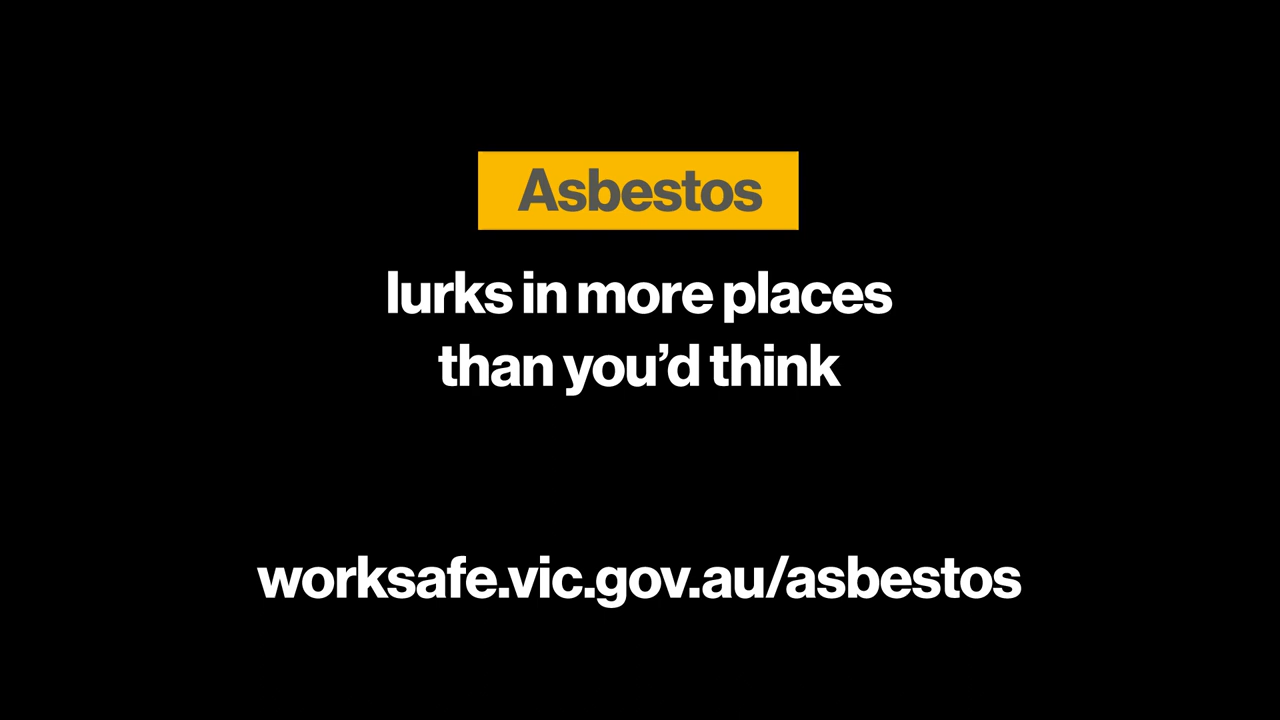 Asbestos
lurks in more places
than you’d think
worksafe.vic.gov.au/asbestos